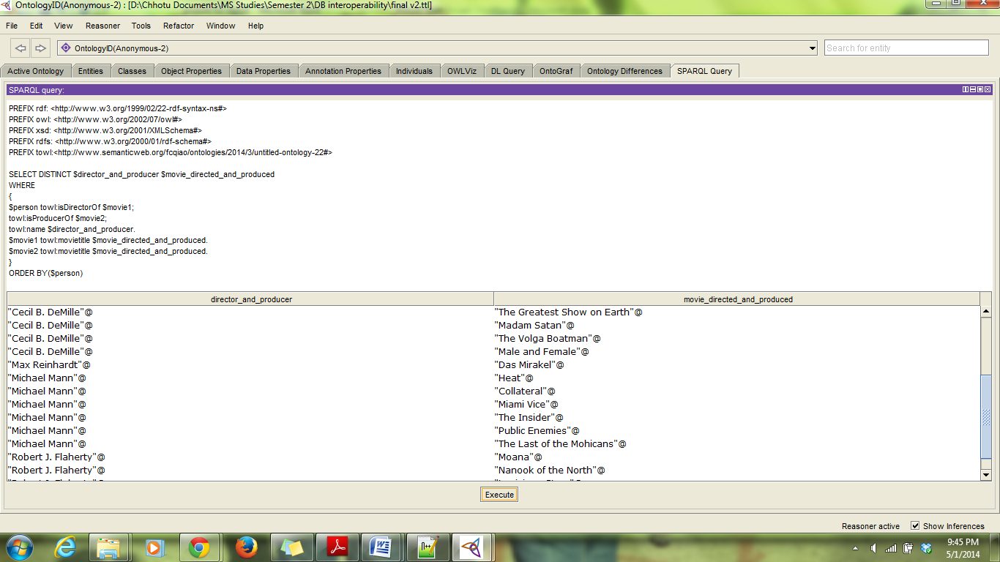 OntologyID(Anonymous-2) : [D:\Chhotu Documents\MS Studies\Semester 2\DB interoperability\final v2.ttl]
File Edit View Reasoner Tools Refactor Window Help
OntologyID(Anonymous-2) Search for entity
Active Ontology Entities Classes Object Properties Data Properties Annotation Properties Individuals OWLViz DL Query OntoGraf Ontology Differences SPARQL Query
SPARQL query:
PREFIX rdf: <http://www.w3.org/1999/02/22-rdf-syntax-ns#>
PREFIX owl: <http://www.w3.org/2002/07/owl#>
PREFIX xsd: <http://www.w3.org/2001/XMLSchema#>
PREFIX rdfs: <http://www.w3.org/2000/01/rdf-schema#>
PREFIX towl:<http://www.semanticweb.org/fcqiao/ontologies/2014/3/untitled-ontology-22#>
SELECT DISTINCT $director_and_producer $movie_directed_and_produced
WHERE
{
$person towl:isDirectorOf $movie1;
towl:isProducerOf $movie2;
towl:name $director_and_producer.
$movie1 towl:movietitle $movie_directed_and_produced.
$movie2 towl:movietitle $movie_directed_and_produced.
}
ORDER BY($person)
director_and_producer movie_directed_and_produced
"Cecil B. DeMille"@ "The Greatest Show on Earth"@
"Cecil B. DeMille"@ "Madam Satan"@
"Cecil B. DeMille"@ "The Volga Boatman"@
"Cecil B. DeMille"@ "Male and Female"@
"Max Reinhardt"@ "Das Mirakel"@
"Michael Mann"@ "Heat"@
"Michael Mann"@ "Collateral"@
"Michael Mann"@ "Miami Vice"@
"Michael Mann"@ "The Insider"@
"Michael Mann"@ "Public Enemies"@
"Michael Mann"@ "The Last of the Mohicans"@
"Robert J. Flaherty"@ "Moana"@
"Robert J. Flaherty"@ "Nanook of the North"@
Execute
Reasoner active Show Inferences
9:45 PM
5/1/2014